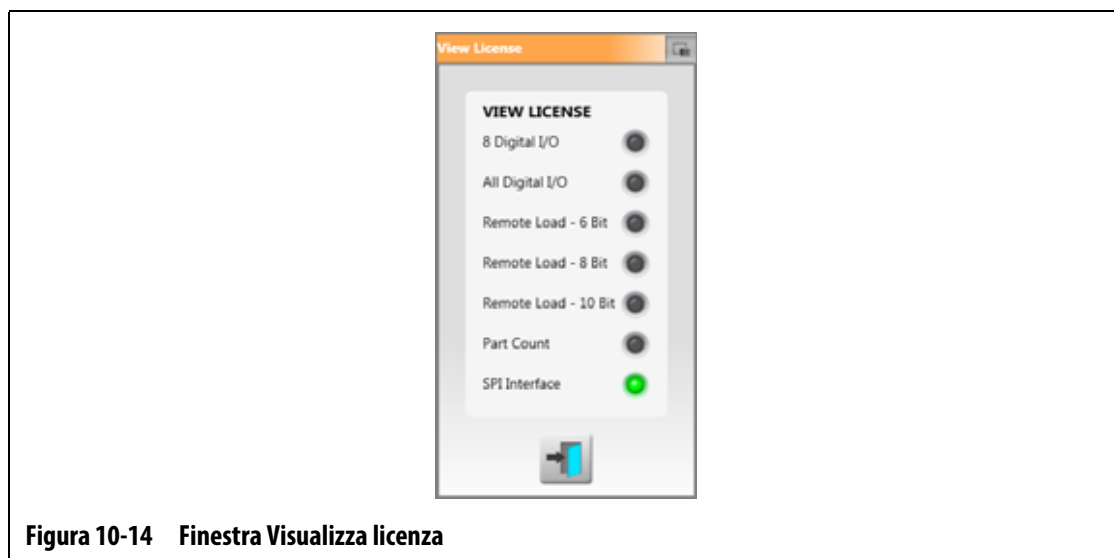 View License
VIEW LICENSE
8 Digital I/O
All Digital I/O
Remote Load - 6 Bit
Remote Load - 8 Bit
Remote Load - 10 Bit
Part Count
SPI Interface
Figura 10-14 Finestra Visualizza licenza